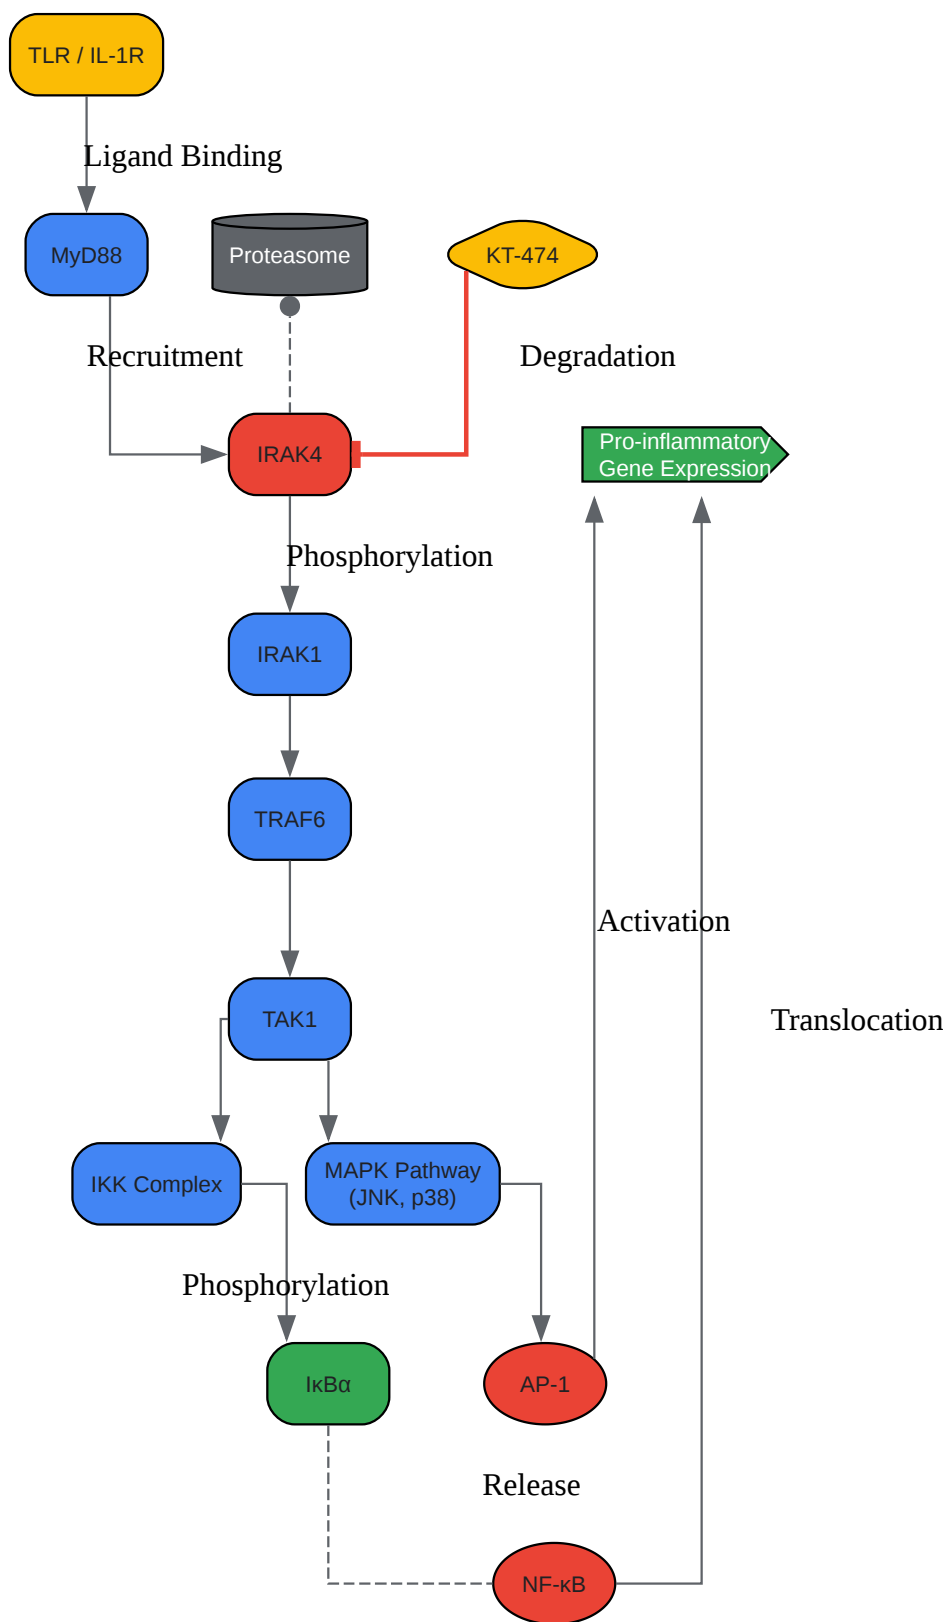 TLR / IL-1R
Ligand Binding
MyD88
Proteasome
KT-474
Recruitment
Degradation
IRAK4
Pro-inflammatory
Gene Expression
Phosphorylation
IRAK1
TRAF6
Activation
TAK1
Translocation
IKK Complex
MAPK Pathway
(JNK, p38)
Phosphorylation
IκBα
AP-1
Release
NF-κB